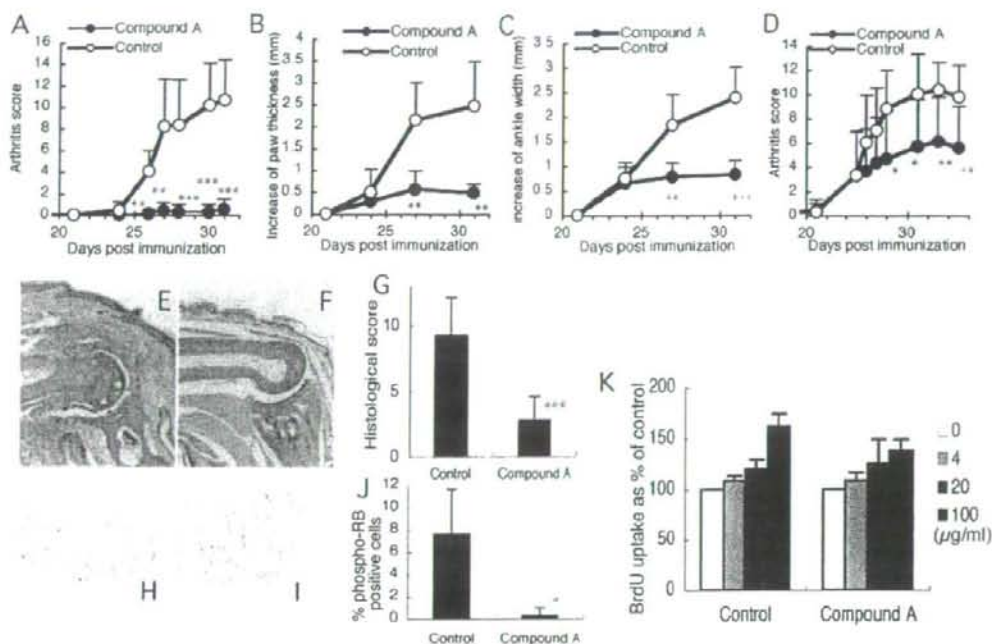 A
Compound A
Control
Arthritis score
16
14
12
10
8
6
4
2
0
20
25
30
Days post immunization
B
Compound A
Control
Increase of paw thickness (mm)
3.5
3
2.5
2
1.5
1
0.5
0
20
25
30
Days post immunization
C
Compound A
Control
increase of ankle width (mm)
3.5
3
2.5
2
1.5
1
0.5
0
20
25
30
Days post immunization
D
Compound A
Control
Arthritis score
14
12
10
8
6
4
2
0
20
30
Days post immunization
E
F
G
Histological score
10
5
0
Control
Compound A
H
I
J
% phospho-RB
positive cells
12
10
8
6
4
2
0
Control
Compound A
K
BrdU uptake as % of control
200
150
100
50
0
Control
Compound A
0
4
20
100
(µg/ml)